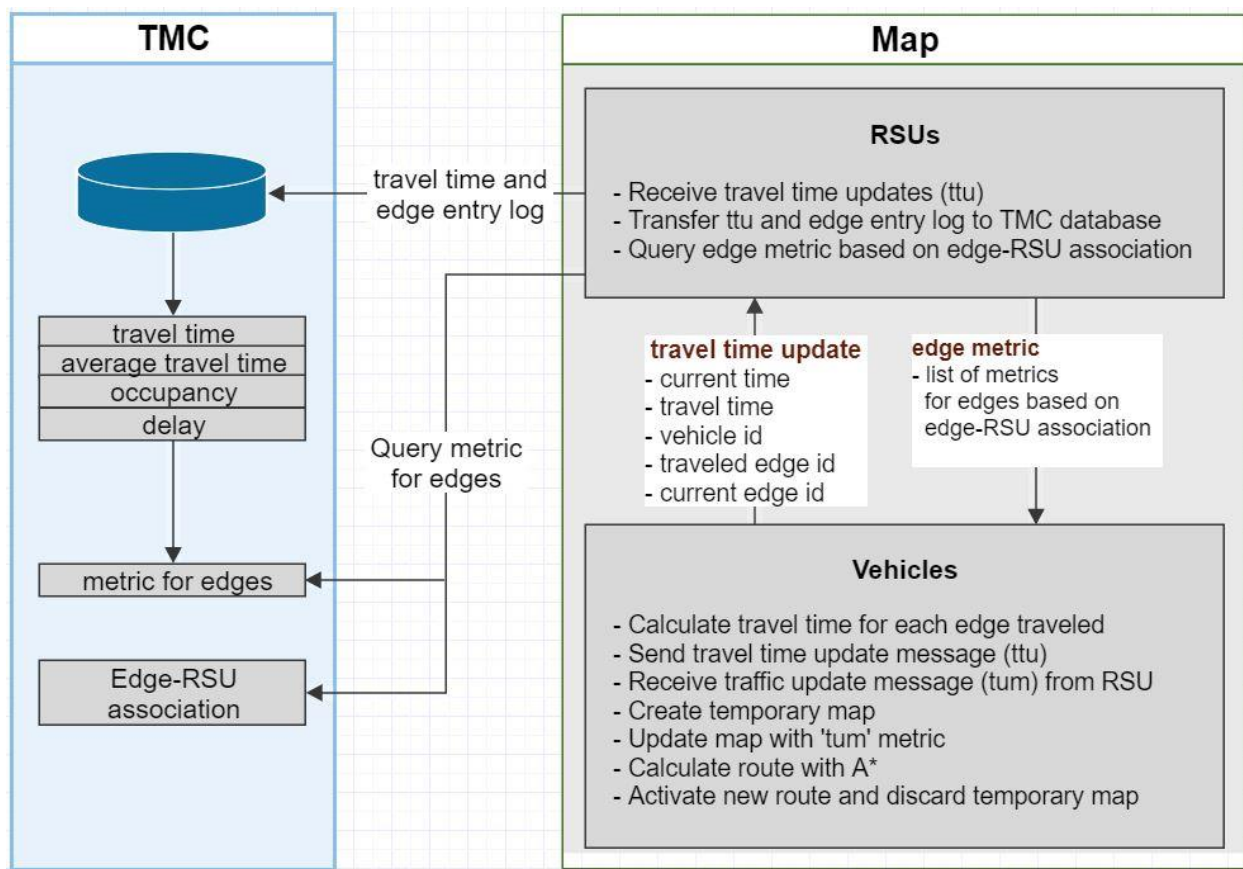 TMC
travel time
average travel time
occupancy
delay
metric for edges
Edge-RSU
association
travel time and
edge entry log
Query metric
for edges
Map
RSUs
- Receive travel time updates (ttu)
- Transfer ttu and edge entry log to TMC database
- Query edge metric based on edge-RSU association
travel time update
- current time
- travel time
- vehicle id
- traveled edge id
- current edge id
edge metric
- list of metrics
for edges based on
edge-RSU association
Vehicles
- Calculate travel time for each edge traveled
- Send travel time update message (ttu)
- Receive traffic update message (tum) from RSU
- Create temporary map
- Update map with 'tum' metric
- Calculate route with A*
- Activate new route and discard temporary map